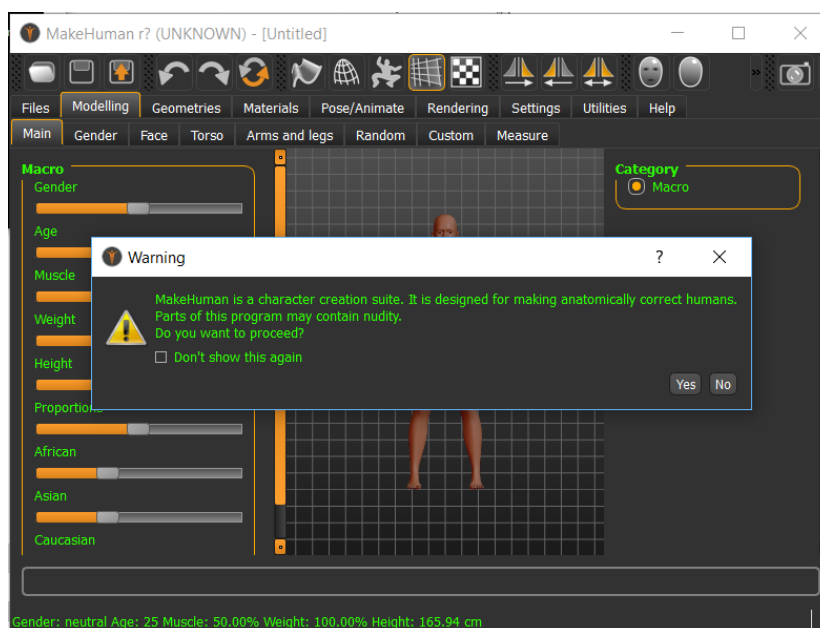 MakeHuman r? (UNKNOWN) - [Untitled]
»
Files Modelling Geometries Materials Pose/Animate Rendering Settings Utilities Help
Main Gender Face Torso Arms and legs Random Custom Measure
Macro
Gender
Age
Muscle
Weight
Height
Proportions
African
Asian
Caucasian
Category
Macro
Warning ?
MakeHuman is a character creation suite. It is designed for making anatomically correct humans.
Parts of this program may contain nudity.
Do you want to proceed?
Don't show this again
Yes No
Gender: neutral Age: 25 Muscle: 50.00% Weight: 100.00% Height: 165.94 cm